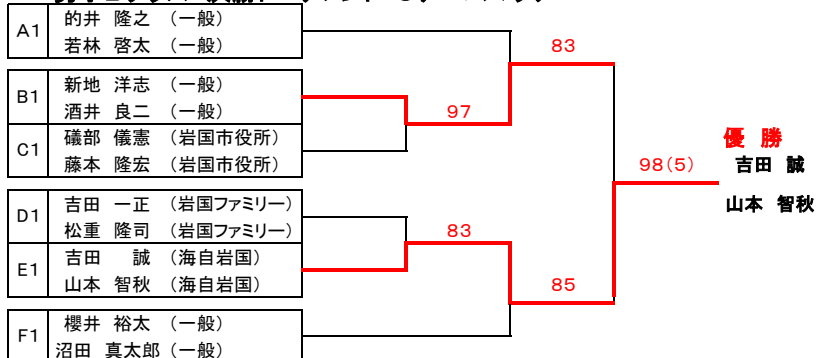 A1
的井 隆之 (一般)
若林 啓太 (一般)
B1
新地 洋志 (一般)
酒井 良二 (一般)
C1
礒部 儀憲 (岩国市役所)
藤本 隆宏 (岩国市役所)
D1
吉田 一正 (岩国ファミリー)
松重 隆司 (岩国ファミリー)
E1
吉田 誠 (海自岩国)
山本 智秋 (海自岩国)
F1
櫻井 裕太 (一般)
沼田 真太郎 (一般)
83
97
83
85
98(5)
優 勝
吉田 誠
山本 智秋